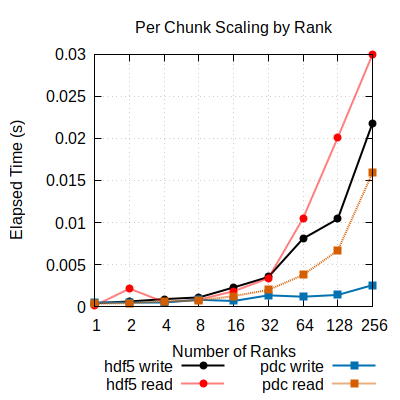 Per Chunk Scaling by Rank
0.03
0.025
0.02
0.015
0.01
0.005
0
Elapsed Time (s)
1 2 4 8 16 32 64 128 256
Number of Ranks
hdf5 write pdc write
hdf5 read pdc read